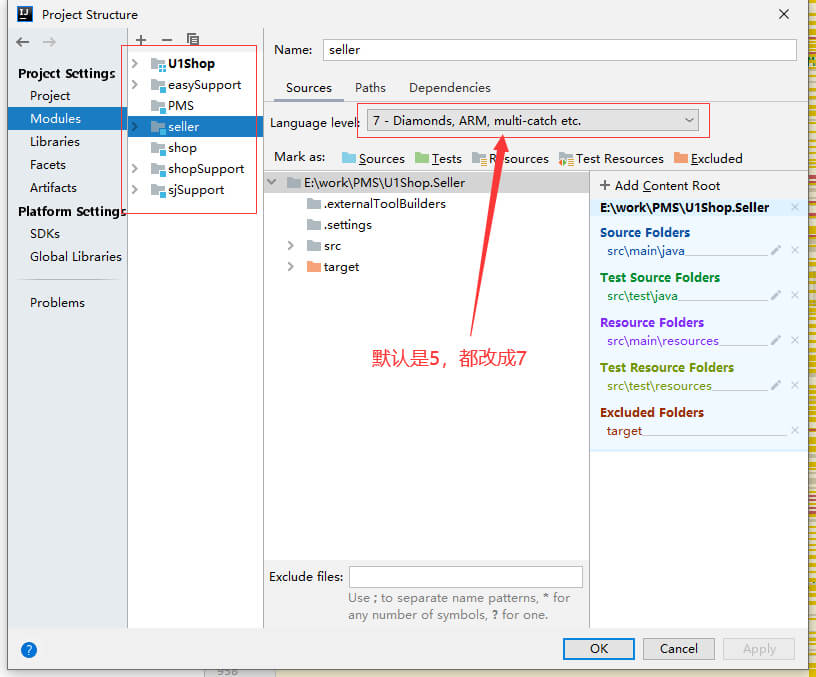 Project Structure
Project Settings
Project
Modules
Libraries
Facets
Artifacts
Platform Settings
SDKs
Global Libraries
Problems
U1Shop
easySupport
PMS
seller
shop
shopSupport
sjSupport
Name: seller
Sources Paths Dependencies
Language level: 7 - Diamonds, ARM, multi-catch etc.
Mark as: Sources Tests Resources Test Resources Excluded
E:\work\PMS\U1Shop.Seller
.externalToolBuilders
.settings
src
target
默认是5，都改成7
Exclude files:
Use ; to separate name patterns, * for
any number of symbols, ? for one.
+ Add Content Root
E:\work\PMS\U1Shop.Seller
Source Folders
src\main\java
Test Source Folders
src\test\java
Resource Folders
src\main\resources
Test Resource Folders
src\test\resources
Excluded Folders
target
?
OK Cancel Apply